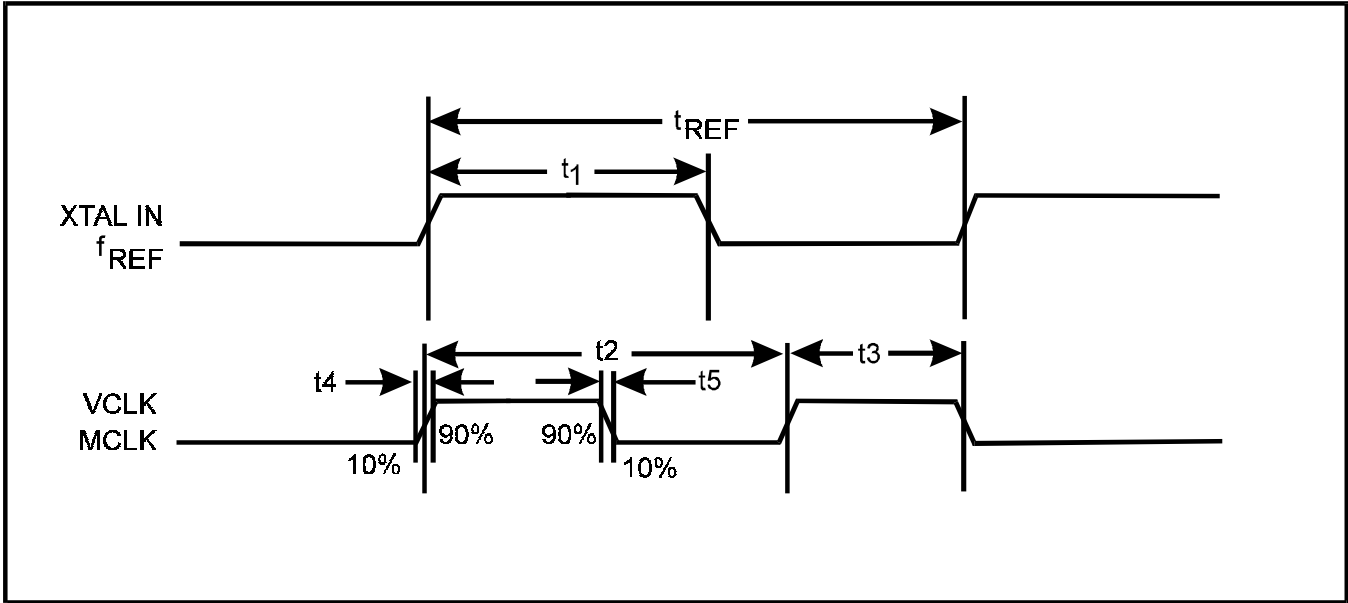 tREF
t1
XTAL IN
fREF
t2
t3
t4
t5
VCLK
MCLK
90%
90%
10%
10%